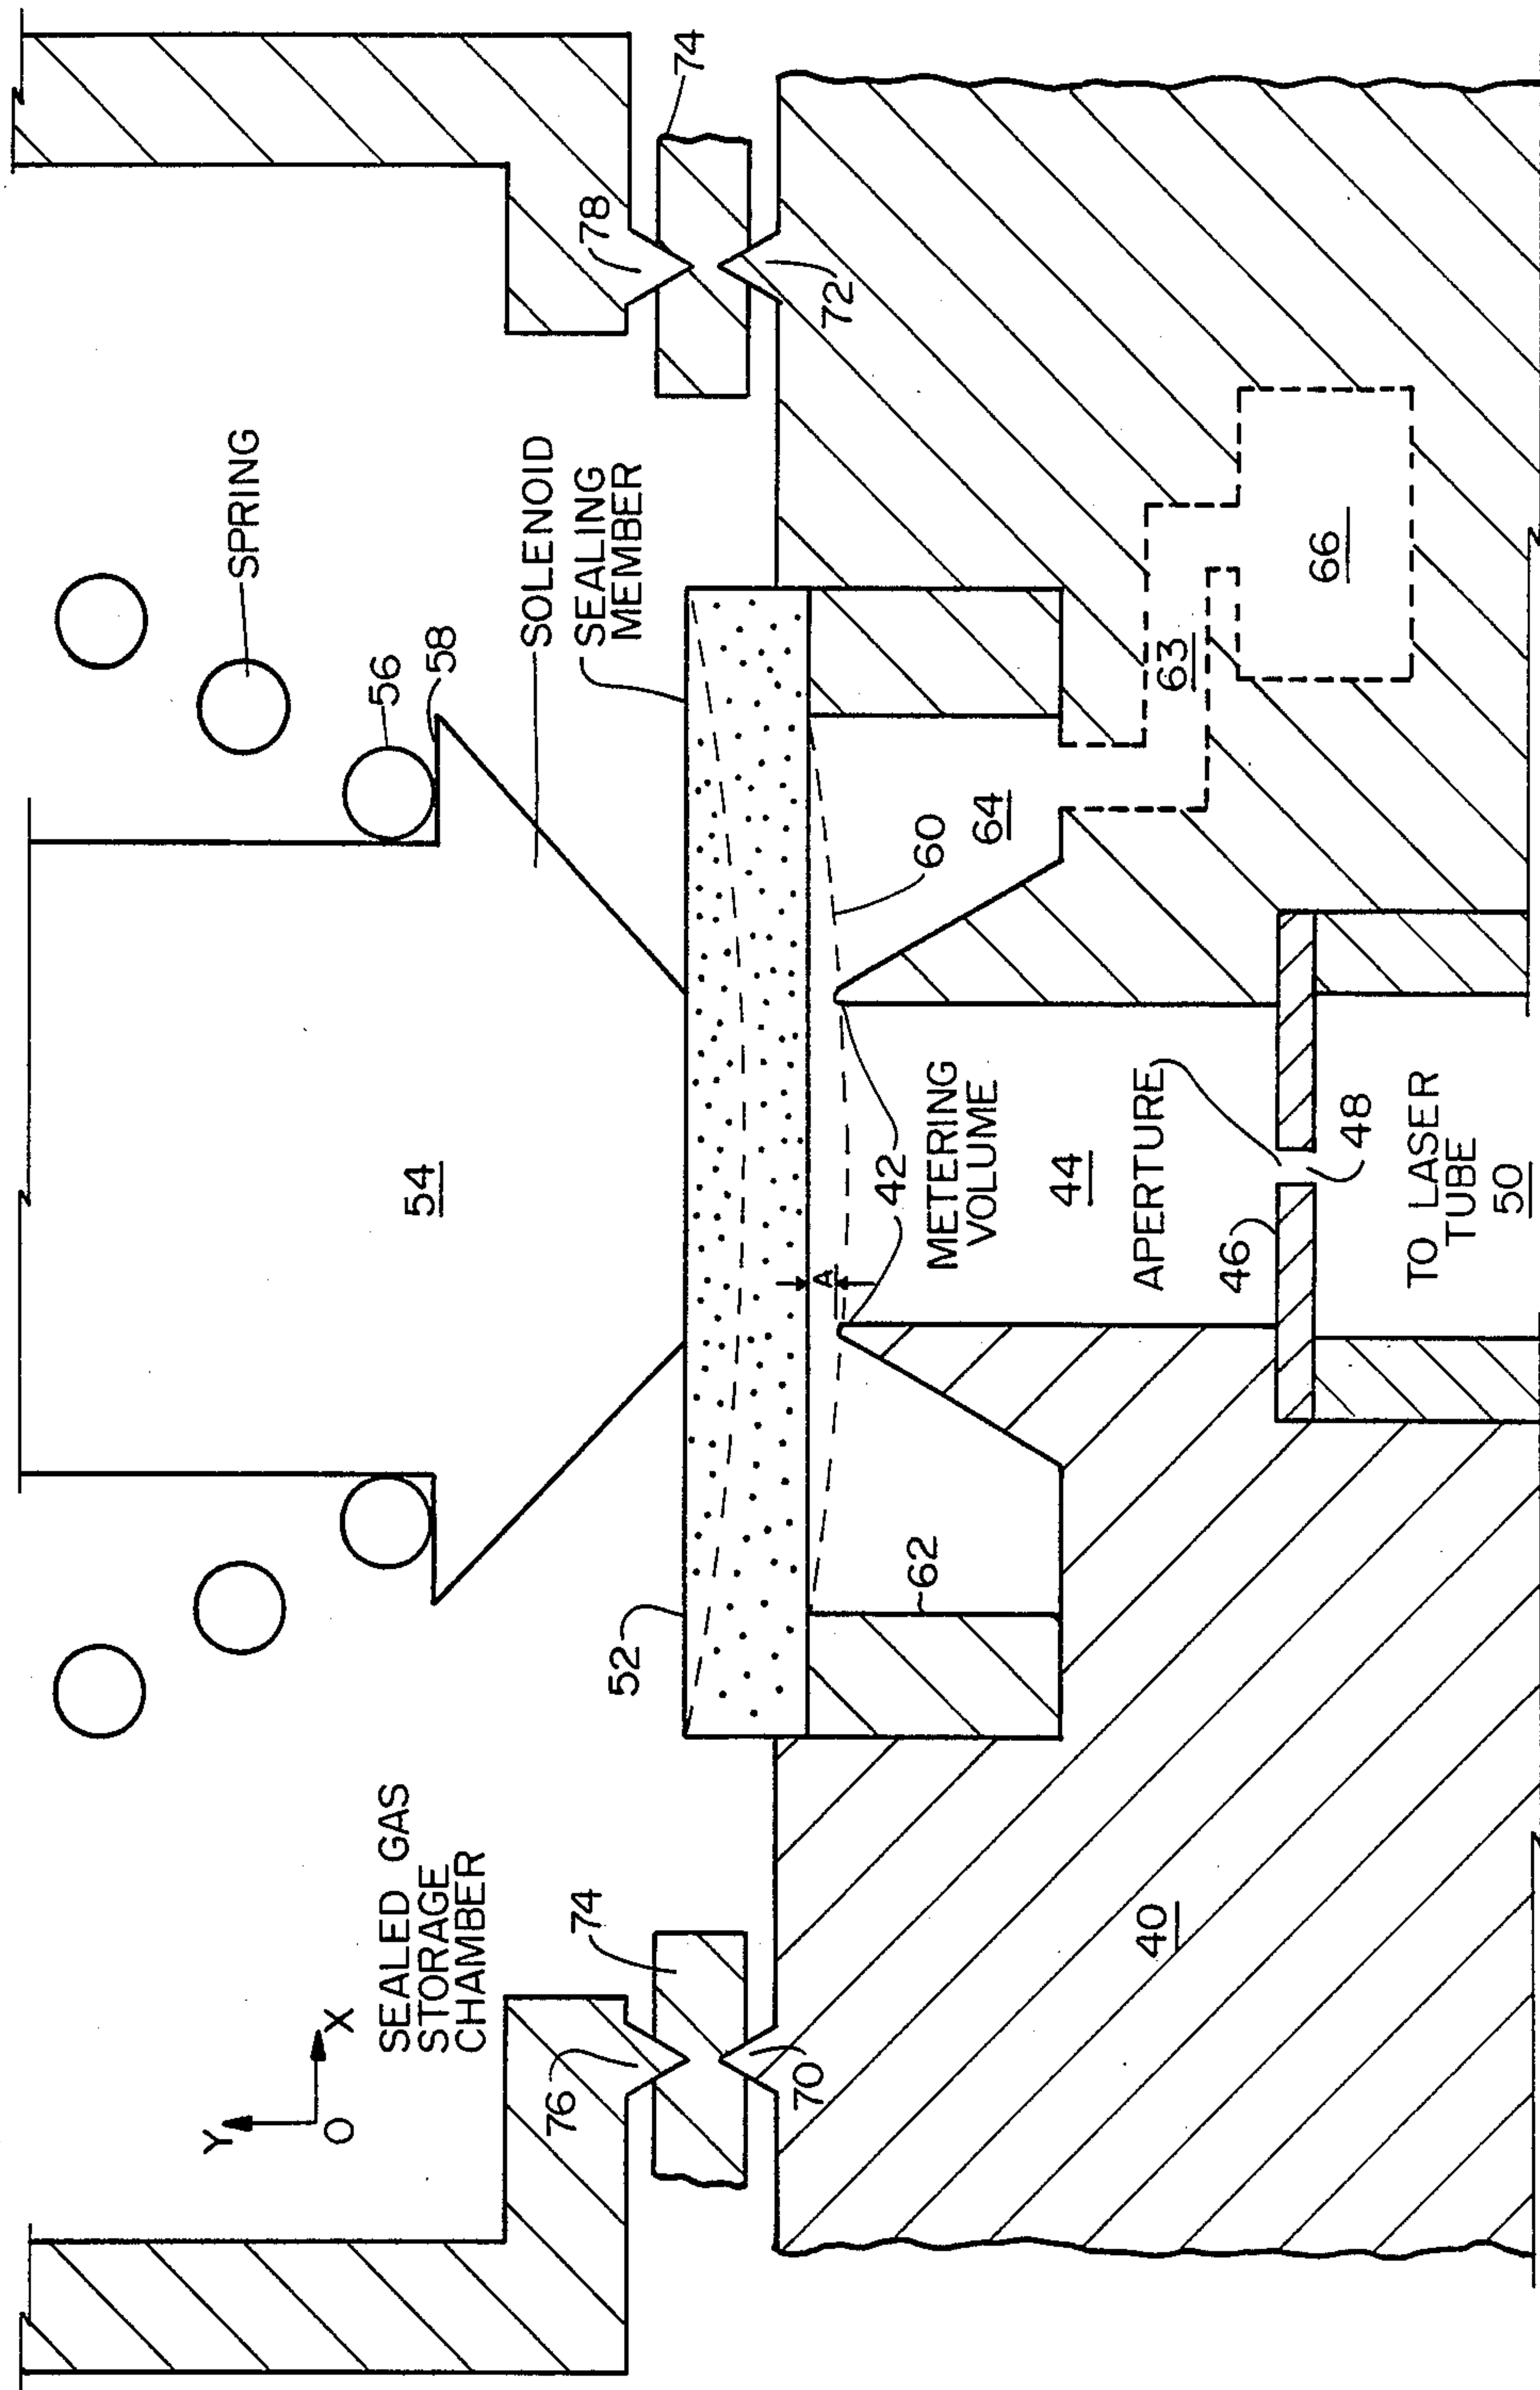 Y
O
X
SEALED GAS
STORAGE
CHAMBER
54
SPRING
56
58
SOLENOID
SEALING
MEMBER
52
76
74
70
78
74
72
A
42
60
62
64
METERING
VOLUME
44
63
66
APERTURE
46
48
40
TO LASER
TUBE
50